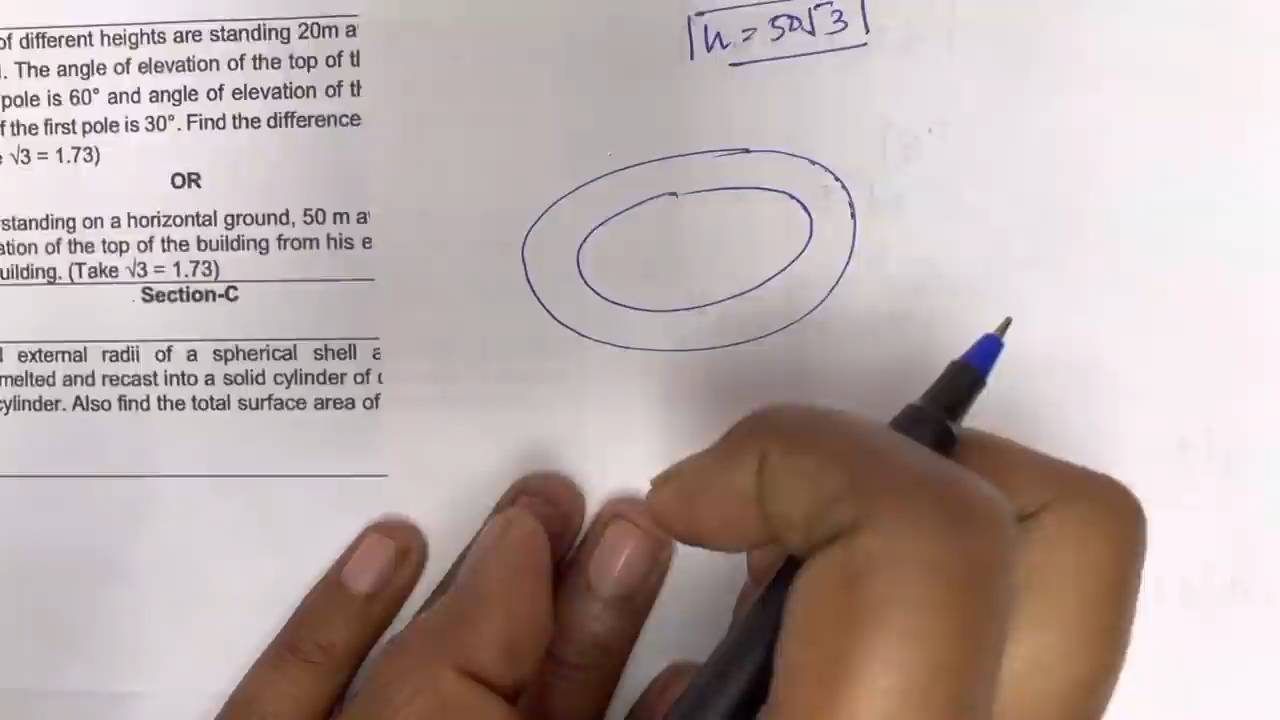 of different heights are standing 20m a
. The angle of elevation of the top of tl
pole is 60° and angle of elevation of th
f the first pole is 30°. Find the difference
√3 = 1.73)
OR
standing on a horizontal ground, 50 m a
ation of the top of the building from his e
uilding. (Take √3 = 1.73)
Section-C
external radii of a spherical shell a
melted and recast into a solid cylinder of
cylinder. Also find the total surface area of
h = 50√3